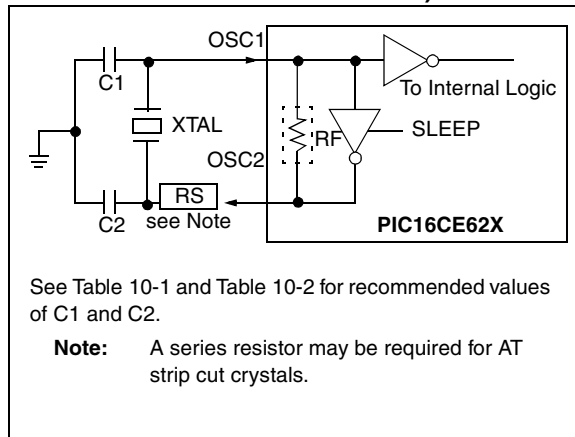 OSC1
C1
To Internal Logic
XTAL
RF
SLEEP
OSC2
RS
C2
see Note
PIC16CE62X
See Table 10-1 and Table 10-2 for recommended values
of C1 and C2.
Note: A series resistor may be required for AT
strip cut crystals.